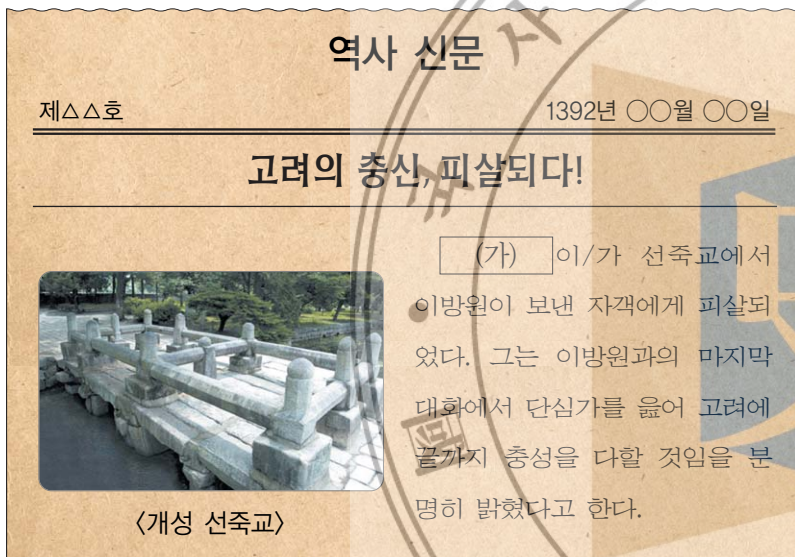 역사 신문
제△△호 1392년 ○○월 ○○일
고려의 충신, 피살되다!
(가) 이/가 선죽교에서
이방원이 보낸 자객에게 피살되
었다. 그는 이방원과의 마지막
대화에서 단심가를 읊어 고려에
끝까지 충성을 다할 것임을 분
명히 밝혔다고 한다.
〈개성 선죽교〉